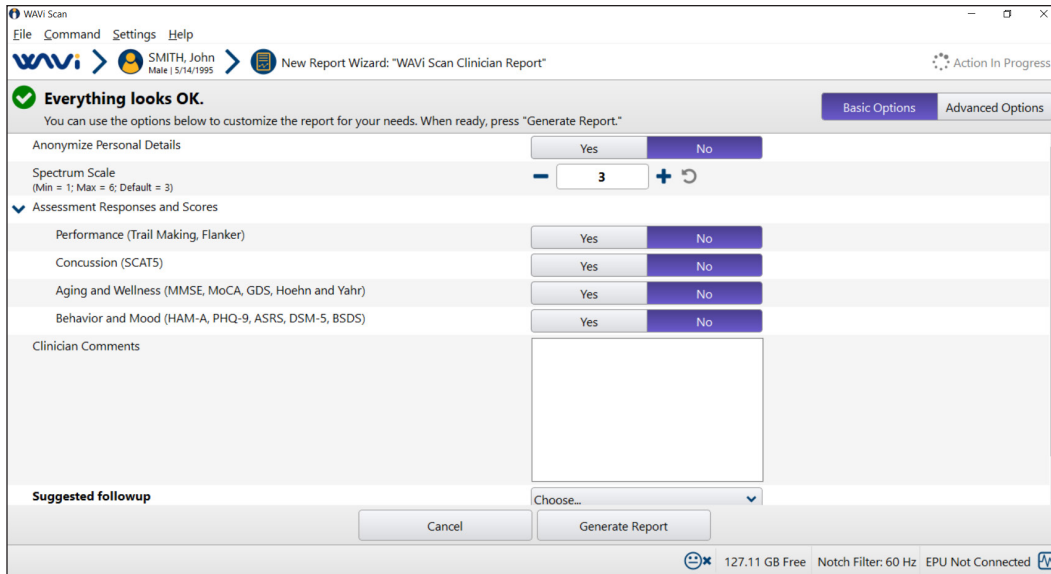 WAVi Scan
File Command Settings Help
WAVi SMITH, John
Male | 5/14/1995
New Report Wizard: "WAVi Scan Clinician Report"
Action In Progress
Everything looks OK.
You can use the options below to customize the report for your needs. When ready, press "Generate Report."
Basic Options Advanced Options
Anonymize Personal Details Yes No
Spectrum Scale
(Min = 1; Max = 6; Default = 3)
3
Assessment Responses and Scores
Performance (Trail Making, Flanker) Yes No
Concussion (SCAT5) Yes No
Aging and Wellness (MMSE, MoCA, GDS, Hoehn and Yahr) Yes No
Behavior and Mood (HAM-A, PHQ-9, ASRS, DSM-5, BSDS) Yes No
Clinician Comments
Suggested followup Choose...
Cancel Generate Report
127.11 GB Free Notch Filter: 60 Hz EPU Not Connected